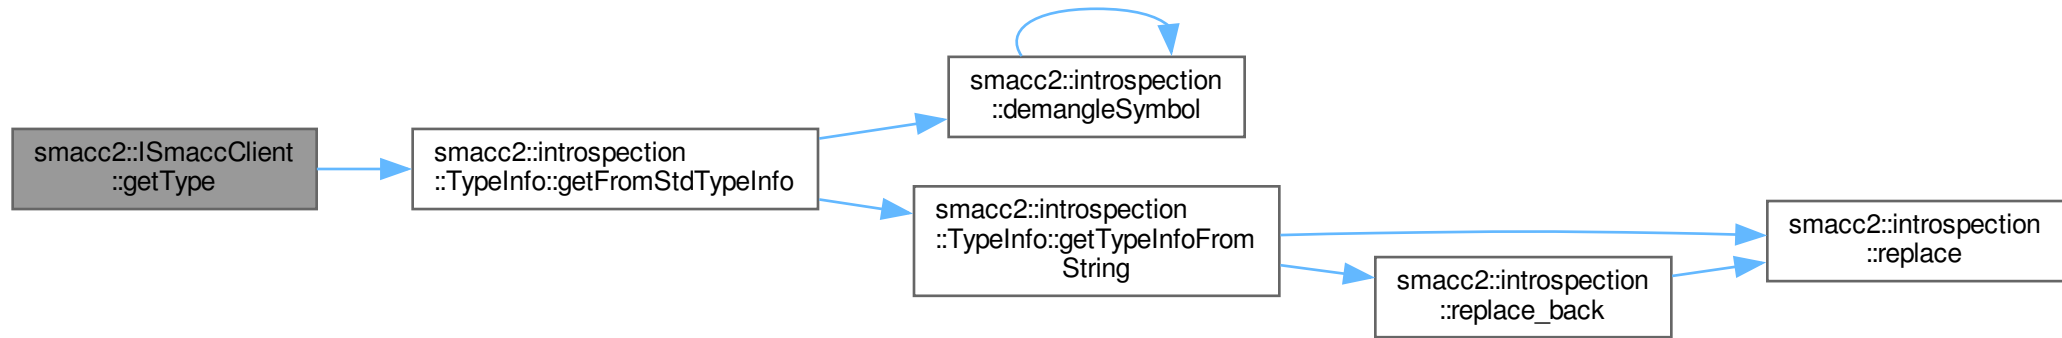 smacc2::ISmaccClient
::getType
smacc2::introspection
::TypeInfo::getFromStdTypeInfo
smacc2::introspection
::demangleSymbol
smacc2::introspection
::TypeInfo::getTypeInfoFrom
String
smacc2::introspection
::replace_back
smacc2::introspection
::replace